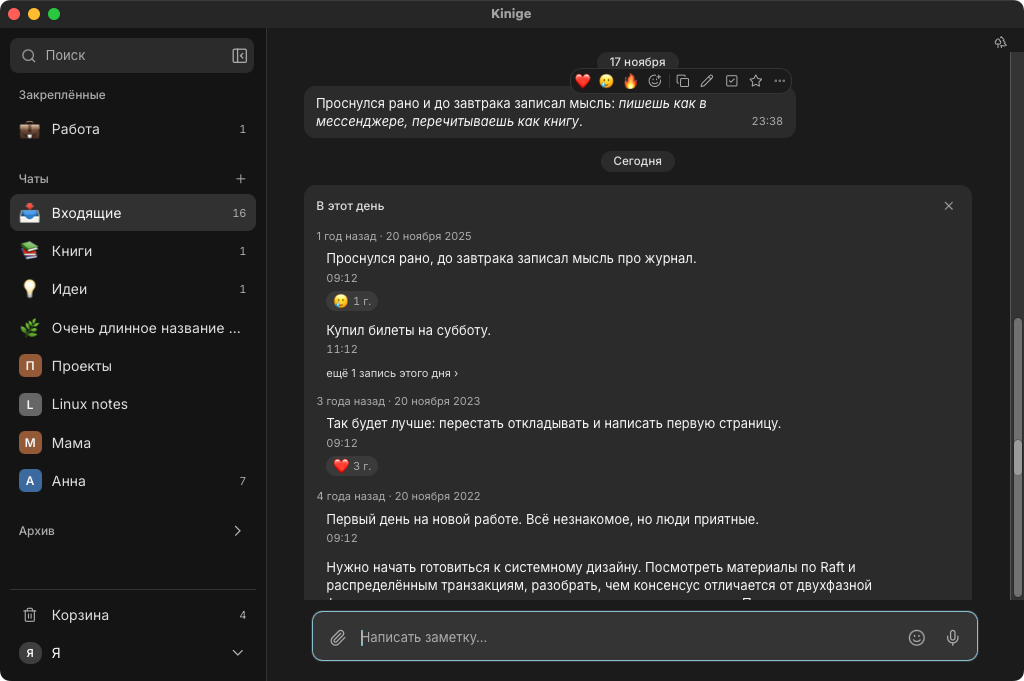 Kinige
Поиск
Закреплённые
Работа 1
Чаты
Входящие 16
Книги 1
Идеи 1
Очень длинное название ...
П Проекты
L Linux notes
М Мама
А Анна 7
Архив
Корзина 4
Я Я
17 ноября
Проснулся рано и до завтрака записал мысль: пишешь как в
мессенджере, перечитываешь как книгу.
23:38
Сегодня
В этот день
1 год назад · 20 ноября 2025
Проснулся рано, до завтрака записал мысль про журнал.
09:12
1 г.
Купил билеты на субботу.
11:12
ещё 1 запись этого дня ›
3 года назад · 20 ноября 2023
Так будет лучше: перестать откладывать и написать первую страницу.
09:12
3 г.
4 года назад · 20 ноября 2022
Первый день на новой работе. Всё незнакомое, но люди приятные.
09:12
Нужно начать готовиться к системному дизайну. Посмотреть материалы по Raft и
распределённым транзакциям, разобрать, чем консенсус отличается от двухфазной
Написать заметку...